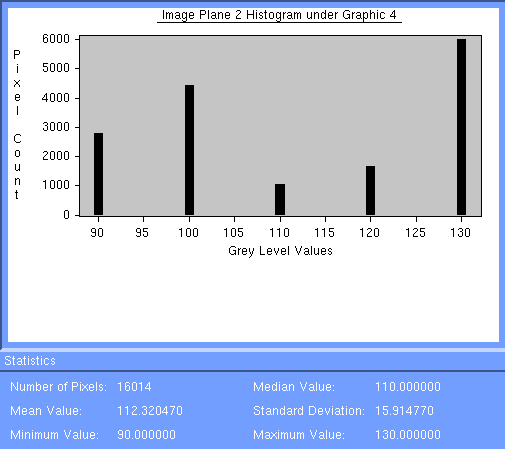 Image Plane 2 Histogram under Graphic 4
Pixel Count
6000
5000
4000
3000
2000
1000
0
90 95 100 105 110 115 120 125 130
Grey Level Values
Statistics
Number of Pixels: 16014 Median Value: 110.000000
Mean Value: 112.320470 Standard Deviation: 15.914770
Minimum Value: 90.000000 Maximum Value: 130.000000